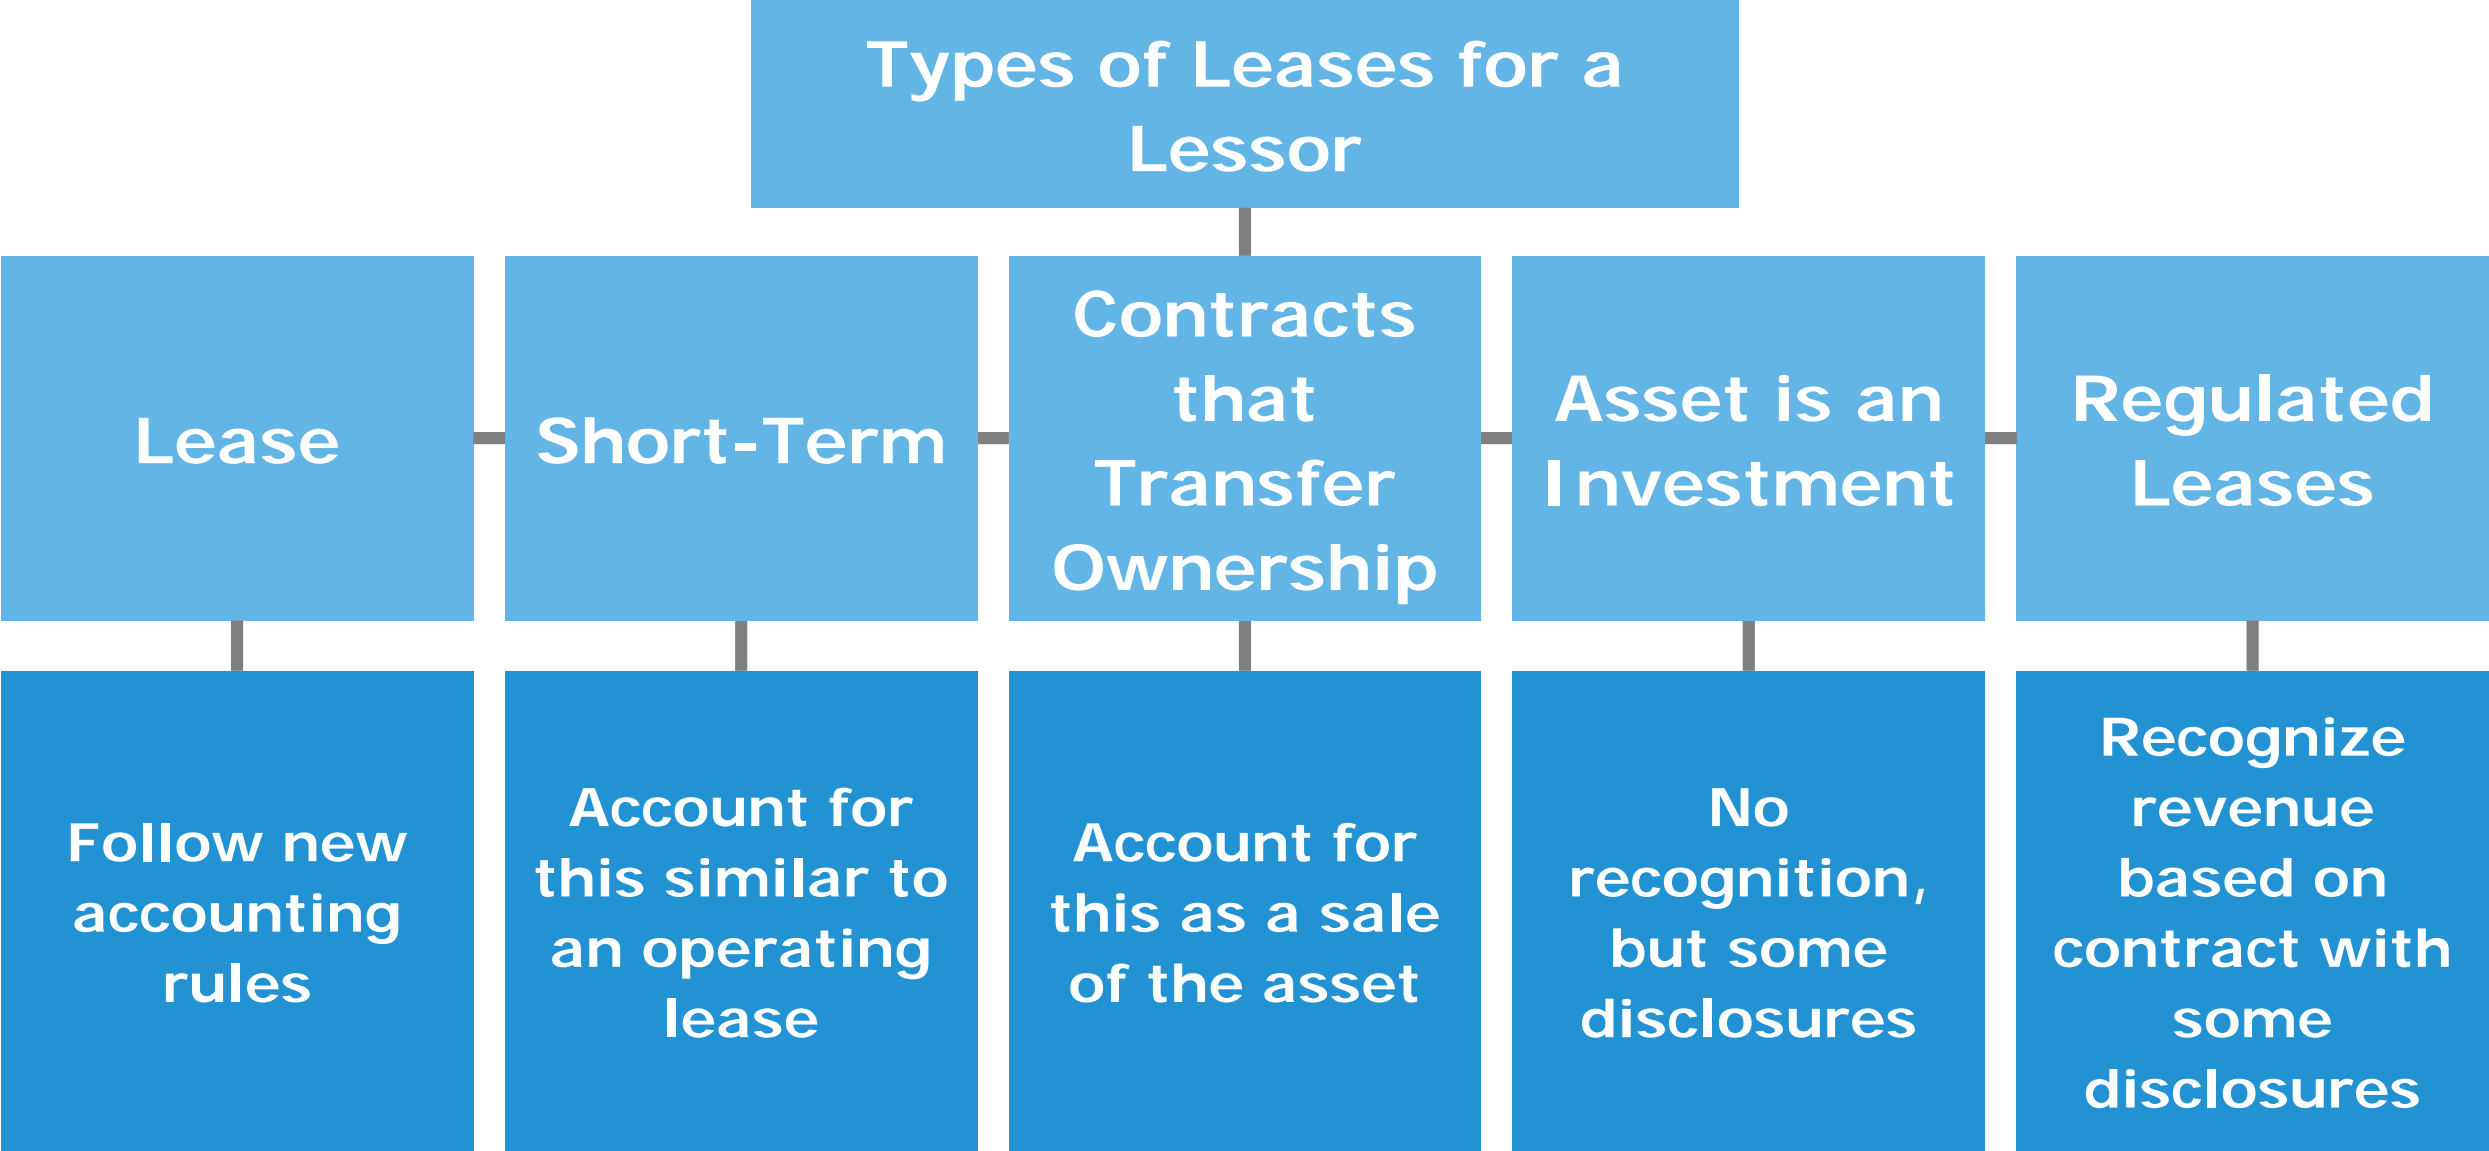 Types of Leases for a
Lessor
Lease
Short-Term
Contracts
that
Transfer
Ownership
Asset is an
Investment
Regulated
Leases
Follow new
accounting
rules
Account for
this similar to
an operating
lease
Account for
this as a sale
of the asset
No
recognition,
but some
disclosures
Recognize
revenue
based on
contract with
some
disclosures